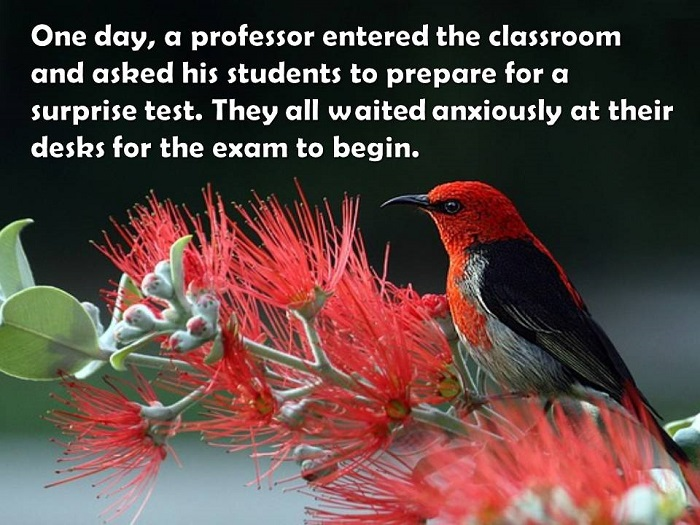 One day, a professor entered the classroom
and asked his students to prepare for a
surprise test. They all waited anxiously at their
desks for the exam to begin.